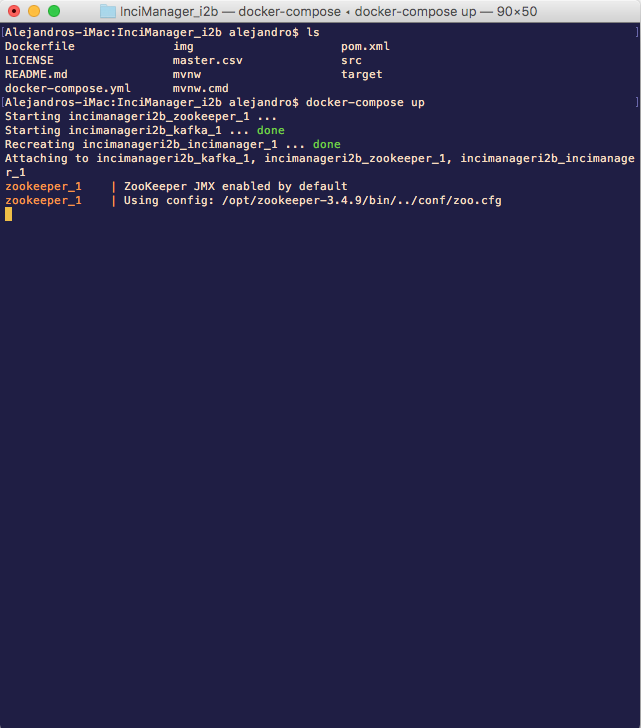 InciManager_i2b — docker-compose ◂ docker-compose up — 90×50
[Alejandros-iMac:InciManager_i2b alejandro$ ls ]
Dockerfile img pom.xml
LICENSE master.csv src
README.md mvnw target
docker-compose.yml mvnw.cmd
[Alejandros-iMac:InciManager_i2b alejandro$ docker-compose up ]
Starting incimanageri2b_zookeeper_1 ...
Starting incimanageri2b_kafka_1 ... done
Recreating incimanageri2b_incimanager_1 ... done
Attaching to incimanageri2b_kafka_1, incimanageri2b_zookeeper_1, incimanageri2b_incimanage
r_1
zookeeper_1 | ZooKeeper JMX enabled by default
zookeeper_1 | Using config: /opt/zookeeper-3.4.9/bin/../conf/zoo.cfg